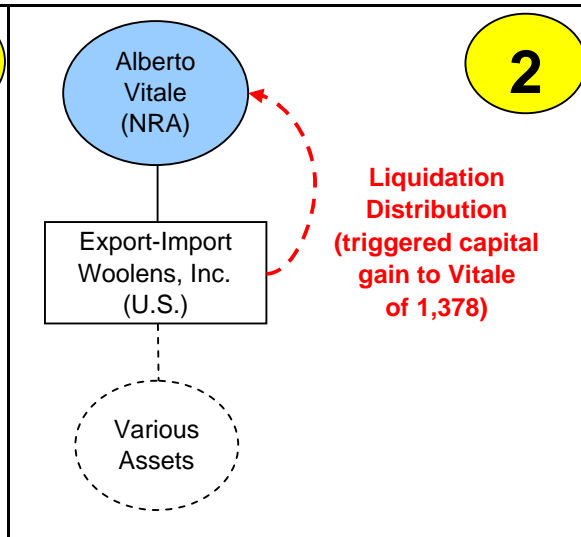 Alberto
Vitale
(NRA)
2
Liquidation
Distribution
(triggered capital
gain to Vitale
of 1,378)
Export-Import
Woolens, Inc.
(U.S.)
Various
Assets